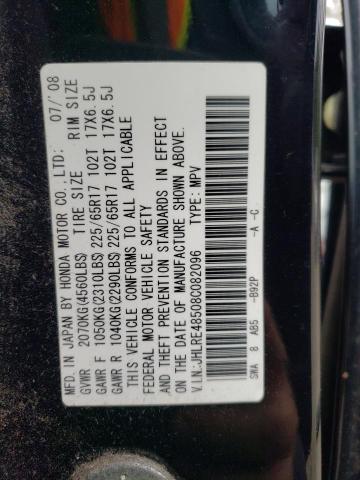 MFD. IN JAPAN BY HONDA MOTOR CO., LTD: 07/'08
GVWR 2070KG(4560LBS) TIRE SIZE RIM SIZE
GAWR F 1050KG(2310LBS) 225/65R17 102T 17X6.5J
GAWR R 1040KG(2290LBS) 225/65R17 102T 17X6.5J
THIS VEHICLE CONFORMS TO ALL APPLICABLE
FEDERAL MOTOR VEHICLE SAFETY
AND THEFT PREVENTION STANDARDS IN EFFECT
ON THE DATE OF MANUFACTURE SHOWN ABOVE.
V.I.N.:JHLRE48508C082096 TYPE: MPV
SWA 8 AB5 -B92P -A -C